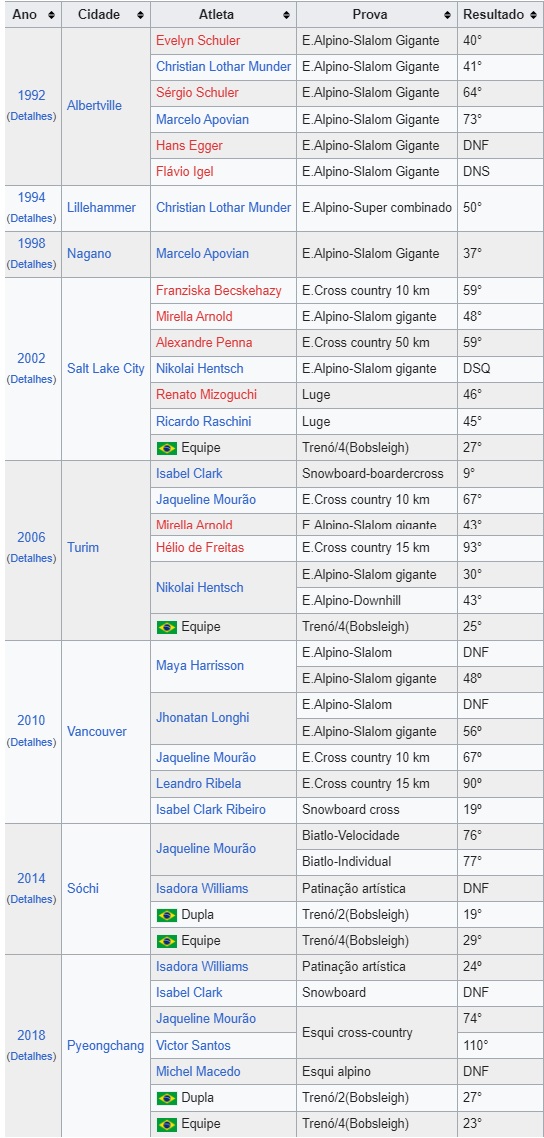 Ano Cidade Atleta Prova Resultado
1992 (Detalhes) Albertville Evelyn Schuler E.Alpino-Slalom Gigante 40°
Christian Lothar Munder E.Alpino-Slalom Gigante 41°
Sérgio Schuler E.Alpino-Slalom Gigante 64°
Marcelo Apovian E.Alpino-Slalom Gigante 73°
Hans Egger E.Alpino-Slalom Gigante DNF
Flávio Igel E.Alpino-Slalom Gigante DNS
1994 (Detalhes) Lillehammer Christian Lothar Munder E.Alpino-Super combinado 50°
1998 (Detalhes) Nagano Marcelo Apovian E.Alpino-Slalom Gigante 37°
2002 (Detalhes) Salt Lake City Franziska Becskehazy E.Cross country 10 km 59°
Mirella Arnold E.Alpino-Slalom gigante 48°
Alexandre Penna E.Cross country 50 km 59°
Nikolai Hentsch E.Alpino-Slalom gigante DSQ
Renato Mizoguchi Luge 46°
Ricardo Raschini Luge 45°
Equipe Trenó/4(Bobsleigh) 27°
2006 (Detalhes) Turim Isabel Clark Snowboard-boardercross 9°
Jaqueline Mourão E.Cross country 10 km 67°
Mirella Arnold E.Alpino-Slalom gigante 43°
Hélio de Freitas E.Cross country 15 km 93°
Nikolai Hentsch E.Alpino-Slalom gigante 30°
E.Alpino-Downhill 43°
Equipe Trenó/4(Bobsleigh) 25°
2010 (Detalhes) Vancouver Maya Harrisson E.Alpino-Slalom DNF
E.Alpino-Slalom gigante 48º
Jhonatan Longhi E.Alpino-Slalom DNF
E.Alpino-Slalom gigante 56º
Jaqueline Mourão E.Cross country 10 km 67º
Leandro Ribela E.Cross country 15 km 90º
Isabel Clark Ribeiro Snowboard cross 19º
2014 (Detalhes) Sóchi Jaqueline Mourão Biatlo-Velocidade 76°
Biatlo-Individual 77°
Isadora Williams Patinação artística DNF
Dupla Trenó/2(Bobsleigh) 19°
Equipe Trenó/4(Bobsleigh) 29°
2018 (Detalhes) Pyeongchang Isadora Williams Patinação artística 24º
Isabel Clark Snowboard DNF
Jaqueline Mourão Esqui cross-country 74°
Victor Santos 110°
Michel Macedo Esqui alpino DNF
Dupla Trenó/2(Bobsleigh) 27°
Equipe Trenó/4(Bobsleigh) 23°